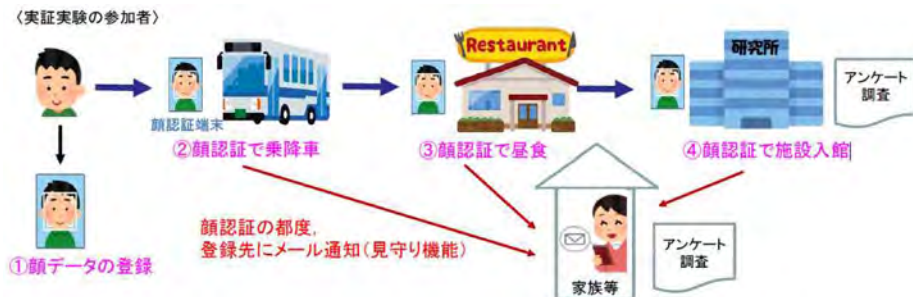 〈実証実験の参加者〉
Restaurant
研究所
アンケート
調査
顔認証端末
②顔認証で乗降車
③顔認証で昼食
④顔認証で施設入館
顔認証の都度，
登録先にメール通知（見守り機能）
①顔データの登録
アンケート
調査
家族等